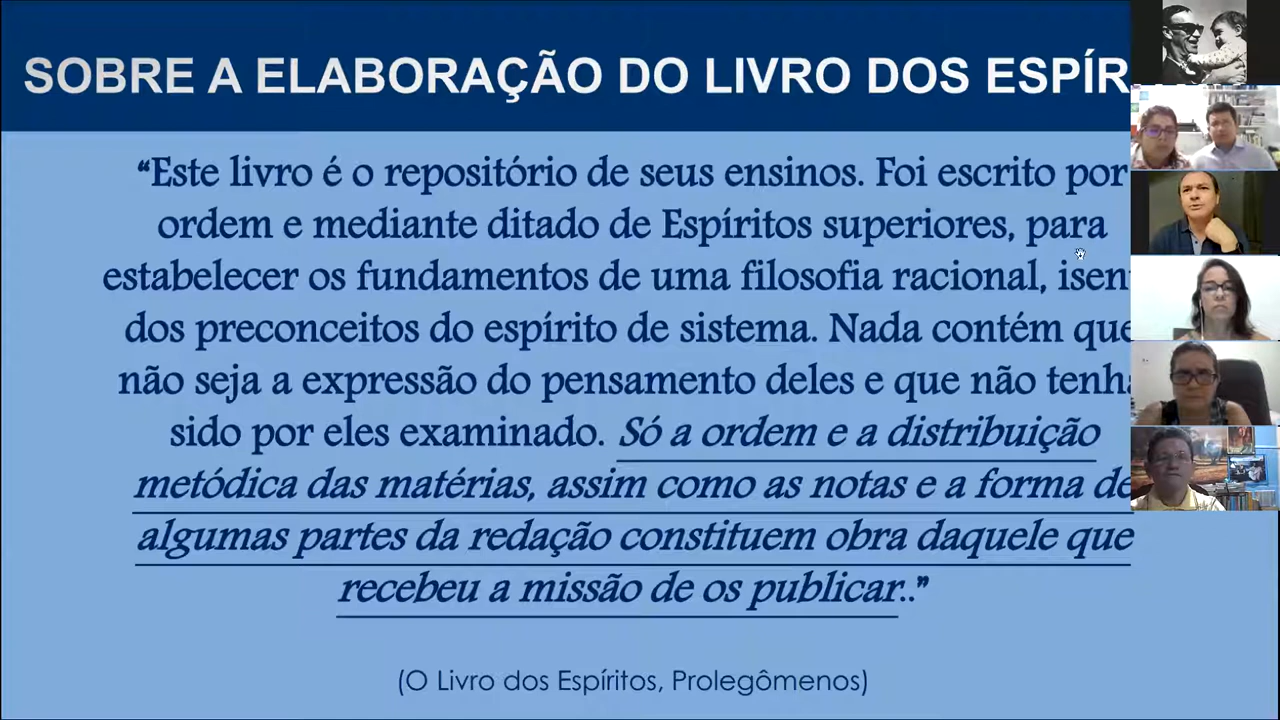 SOBRE A ELABORAÇÃO DO LIVRO DOS ESPÍR
“Este livro é o repositório de seus ensinos. Foi escrito por
ordem e mediante ditado de Espíritos superiores, para
estabelecer os fundamentos de uma filosofia racional, isen
dos preconceitos do espírito de sistema. Nada contém que
não seja a expressão do pensamento deles e que não tenha
sido por eles examinado. Só a ordem e a distribuição
metódica das matérias, assim como as notas e a forma de
algumas partes da redação constituem obra daquele que
recebeu a missão de os publicar..”
(O Livro dos Espíritos, Prolegômenos)